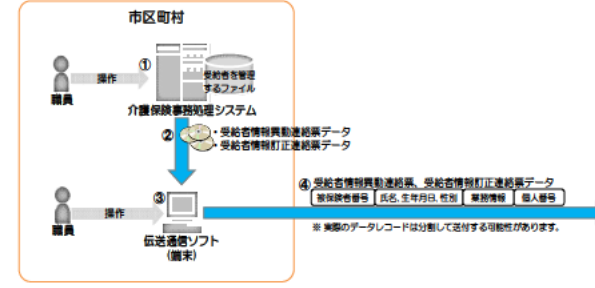 市区町村
①
受給者を管理
するファイル
操作
職員
介護保険事務処理システム
②
・受給者情報異動連絡票データ
・受給者情報訂正連絡票データ
④ 受給者情報異動連絡票、受給者情報訂正連絡票データ
③
被保険者番号 氏名、生年月日、性別 業務情報 個人番号
操作
職員
※ 実際のデータレコードは分割して送付する可能性があります。
伝送通信ソフト
(端末)